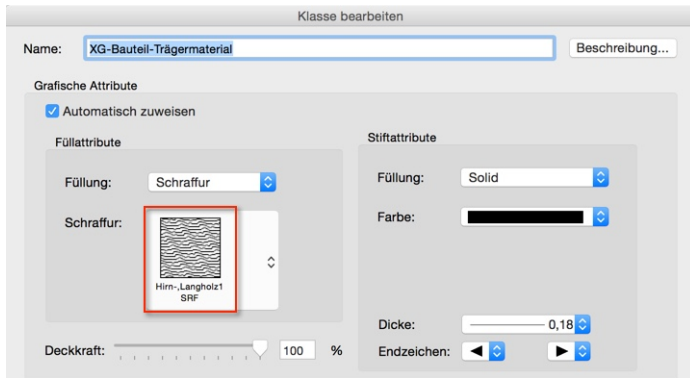 Klasse bearbeiten
Name: XG-Bauteil-Trägermaterial Beschreibung...
Grafische Attribute
Automatisch zuweisen
Füllattribute
Füllung: Schraffur
Schraffur:
Hirn-,Langholz1
SRF
Deckkraft: 100 %
Stiftattribute
Füllung: Solid
Farbe:
Dicke: 0,18
Endzeichen: